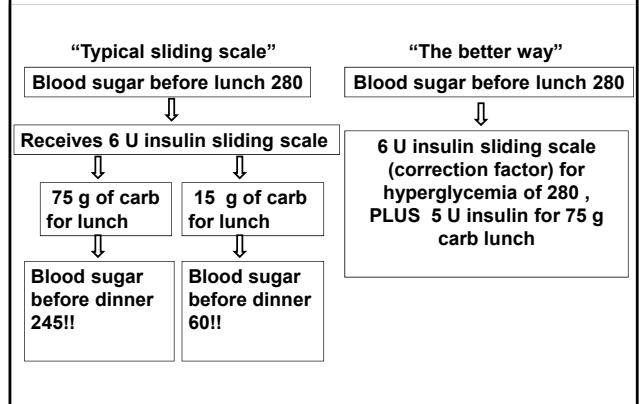 “Typical sliding scale”
Blood sugar before lunch 280
Receives 6 U insulin sliding scale
75 g of carb
for lunch
15 g of carb
for lunch
Blood sugar
before dinner
245!!
Blood sugar
before dinner
60!!
“The better way”
Blood sugar before lunch 280
6 U insulin sliding scale
(correction factor) for
hyperglycemia of 280 ,
PLUS 5 U insulin for 75 g
carb lunch